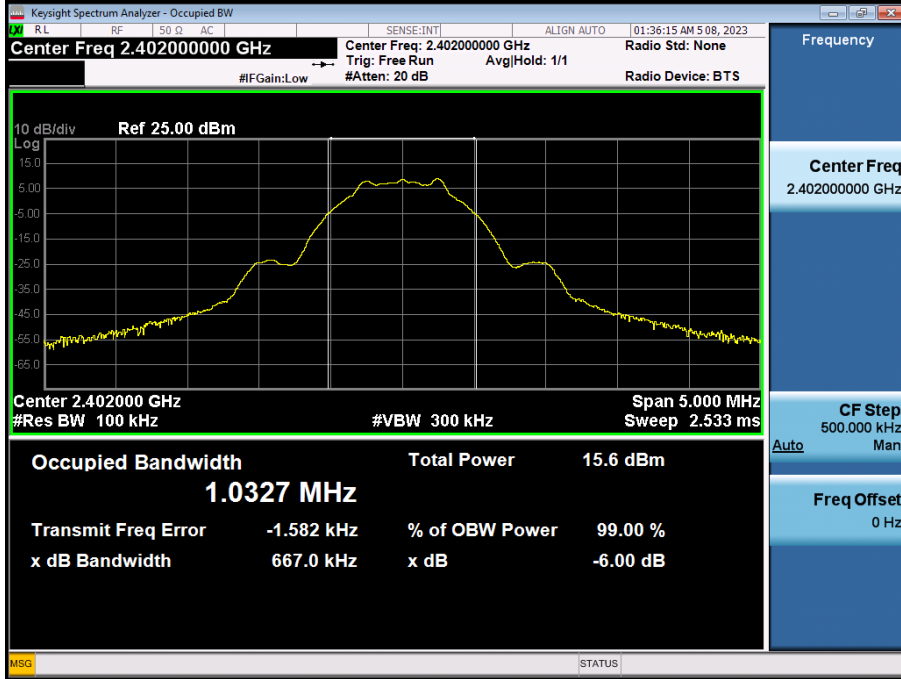 Keysight Spectrum Analyzer - Occupied BW
LXI RL RF 50 Ω AC SENSE:INT ALIGN AUTO 01:36:15 AM 5 08, 2023
Center Freq 2.402000000 GHz
Center Freq: 2.402000000 GHz Radio Std: None
Trig: Free Run Avg|Hold: 1/1
#IFGain:Low #Atten: 20 dB Radio Device: BTS
10 dB/div Ref 25.00 dBm
Log
15.0
5.00
-5.00
-15.0
-25.0
-35.0
-45.0
-55.0
-65.0
Center 2.402000 GHz Span 5.000 MHz
#Res BW 100 kHz #VBW 300 kHz Sweep 2.533 ms
Occupied Bandwidth Total Power 15.6 dBm
1.0327 MHz
Transmit Freq Error -1.582 kHz % of OBW Power 99.00 %
x dB Bandwidth 667.0 kHz x dB -6.00 dB
MSG STATUS
Frequency
Center Freq
2.402000000 GHz
CF Step
500.000 kHz
Auto Man
Freq Offset
0 Hz